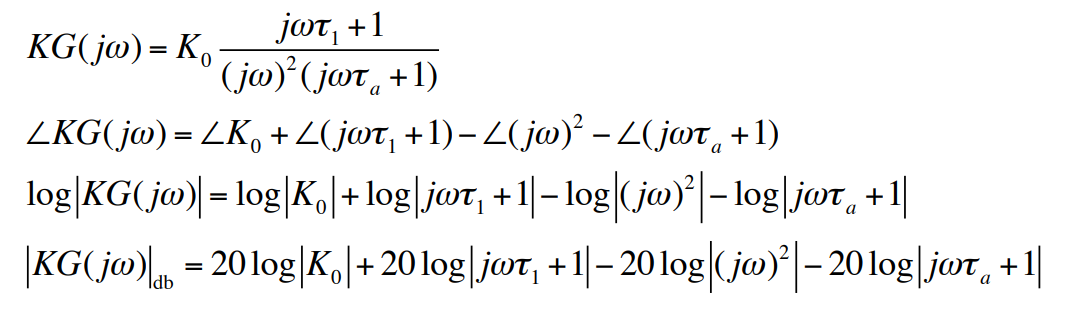 KG(jω) = K₀ (jωτ₁ + 1) / ((jω)²(jωτₐ + 1))
∠KG(jω) = ∠K₀ + ∠(jωτ₁ + 1) − ∠(jω)² − ∠(jωτₐ + 1)
log|KG(jω)| = log|K₀| + log|jωτ₁ + 1| − log|(jω)²| − log|jωτₐ + 1|
|KG(jω)|_db = 20 log|K₀| + 20 log|jωτ₁ + 1| − 20 log|(jω)²| − 20 log|jωτₐ + 1|